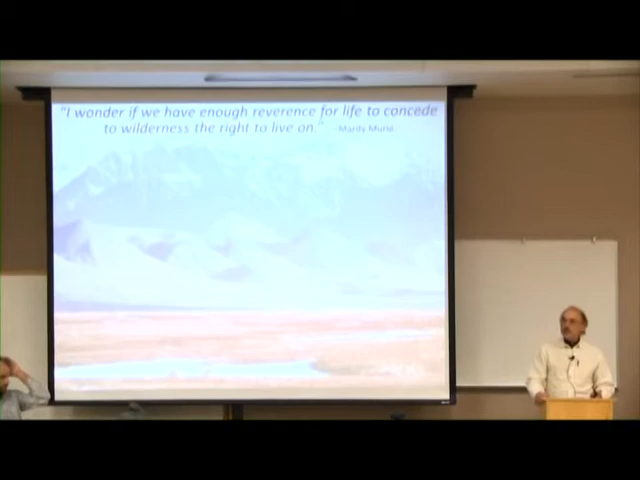 "I wonder if we have enough reverence for life to concede
to wilderness the right to live on." Mardy Murie